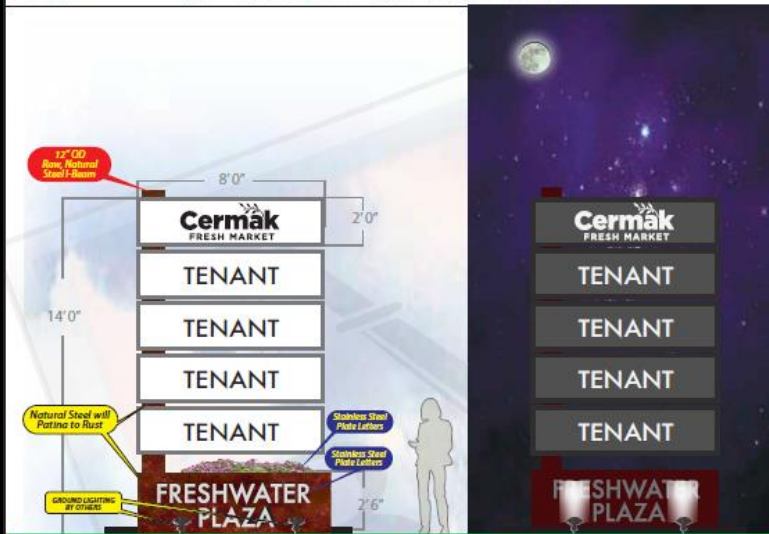 12" OD
Raw, Natural
Steel I-Beam
8'0"
Cermak
FRESH MARKET
2'0"
TENANT
TENANT
14'0"
TENANT
Natural Steel will
Patina to Rust
TENANT
Stainless Steel
Plate Letters
Stainless Steel
Plate Letters
FRESHWATER
PLAZA
GROUND LIGHTING
BY OTHERS
2'6"
Cermak
FRESH MARKET
TENANT
TENANT
TENANT
TENANT
FRESHWATER
PLAZA